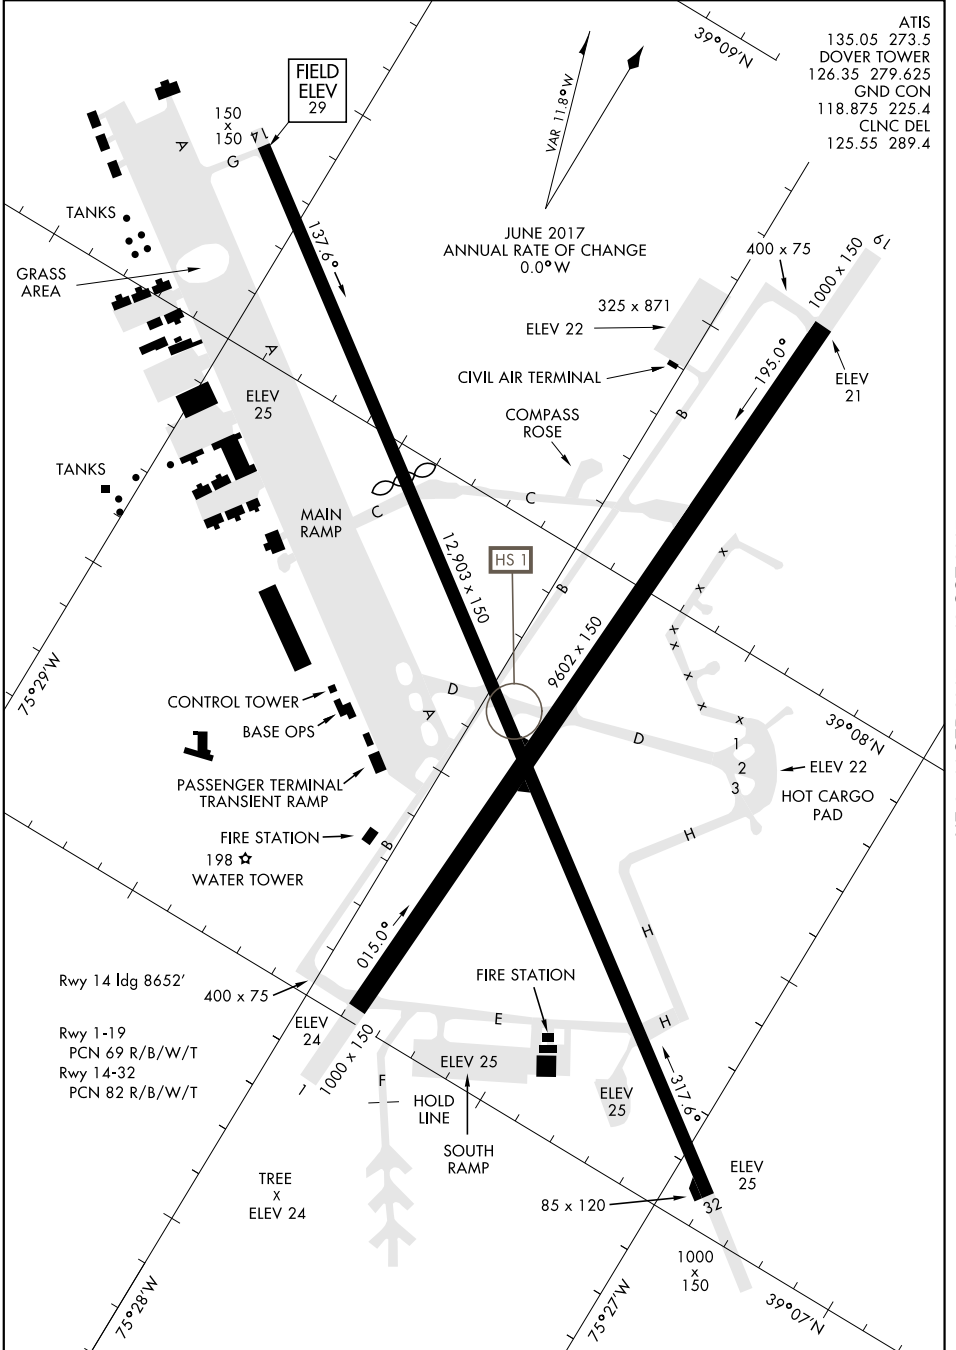 ATIS
135.05 273.5
DOVER TOWER
126.35 279.625
GND CON
118.875 225.4
CLNC DEL
125.55 289.4
39°09'N
FIELD
ELEV
29
150
x
150
14
A
G
VAR 11.8°W
JUNE 2017
ANNUAL RATE OF CHANGE
0.0°W
TANKS
GRASS
AREA
137.6°
400 x 75
1000 x 150
19
325 x 871
ELEV 22
CIVIL AIR TERMINAL
195.0°
ELEV
21
A
ELEV
25
COMPASS
ROSE
B
TANKS
MAIN
RAMP
C
C
12,903 x 150
HS 1
B
x
x
x
x
x
x
x
9602 x 150
75°29'W
CONTROL TOWER
BASE OPS
D
A
D
39°08'N
1
2
3
ELEV 22
HOT CARGO
PAD
PASSENGER TERMINAL
TRANSIENT RAMP
FIRE STATION
198
WATER TOWER
B
H
H
015.0°
Rwy 14 ldg 8652'
400 x 75
FIRE STATION
Rwy 1-19
PCN 69 R/B/W/T
Rwy 14-32
PCN 82 R/B/W/T
ELEV
24
1
1000 x 150
E
H
ELEV 25
F
HOLD
LINE
SOUTH
RAMP
ELEV
25
317.6°
TREE
x
ELEV 24
ELEV
25
85 x 120
32
1000
x
150
75°28'W
75°27'W
39°07'N